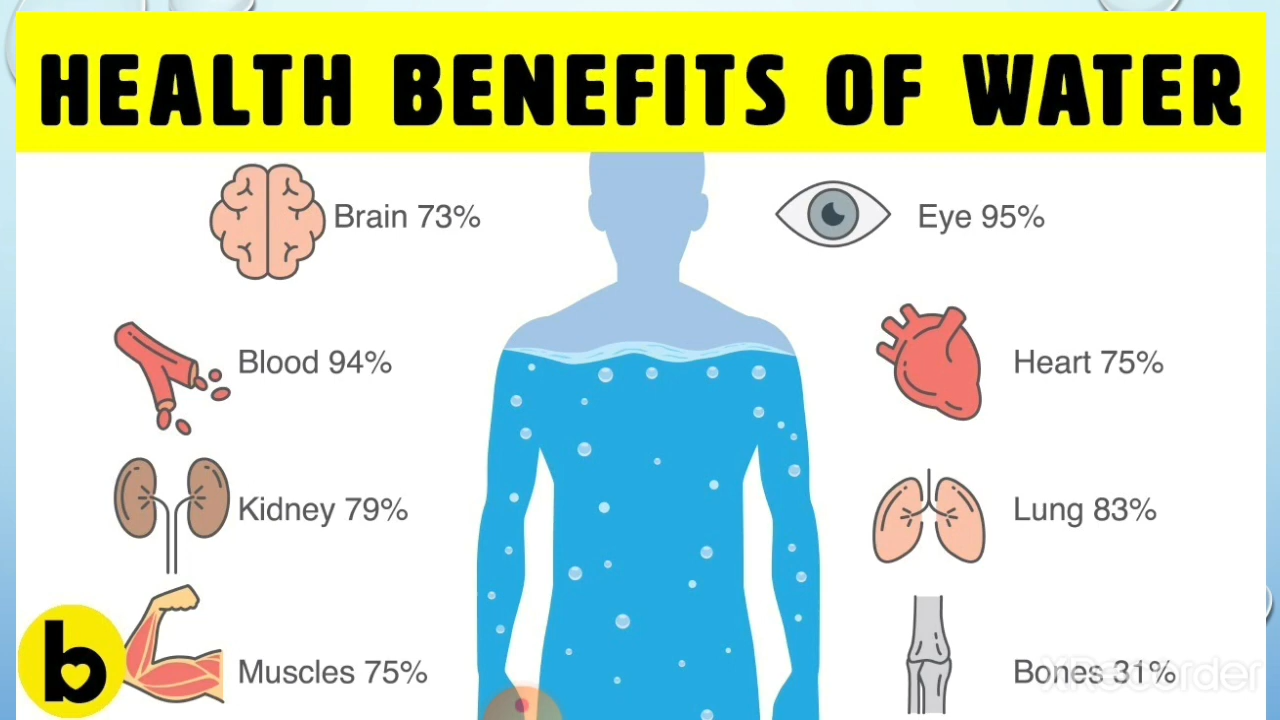 HEALTH BENEFITS OF WATER
Brain 73%
Eye 95%
Blood 94%
Heart 75%
Kidney 79%
Lung 83%
b
Muscles 75%
Bones 31%
XRecorder